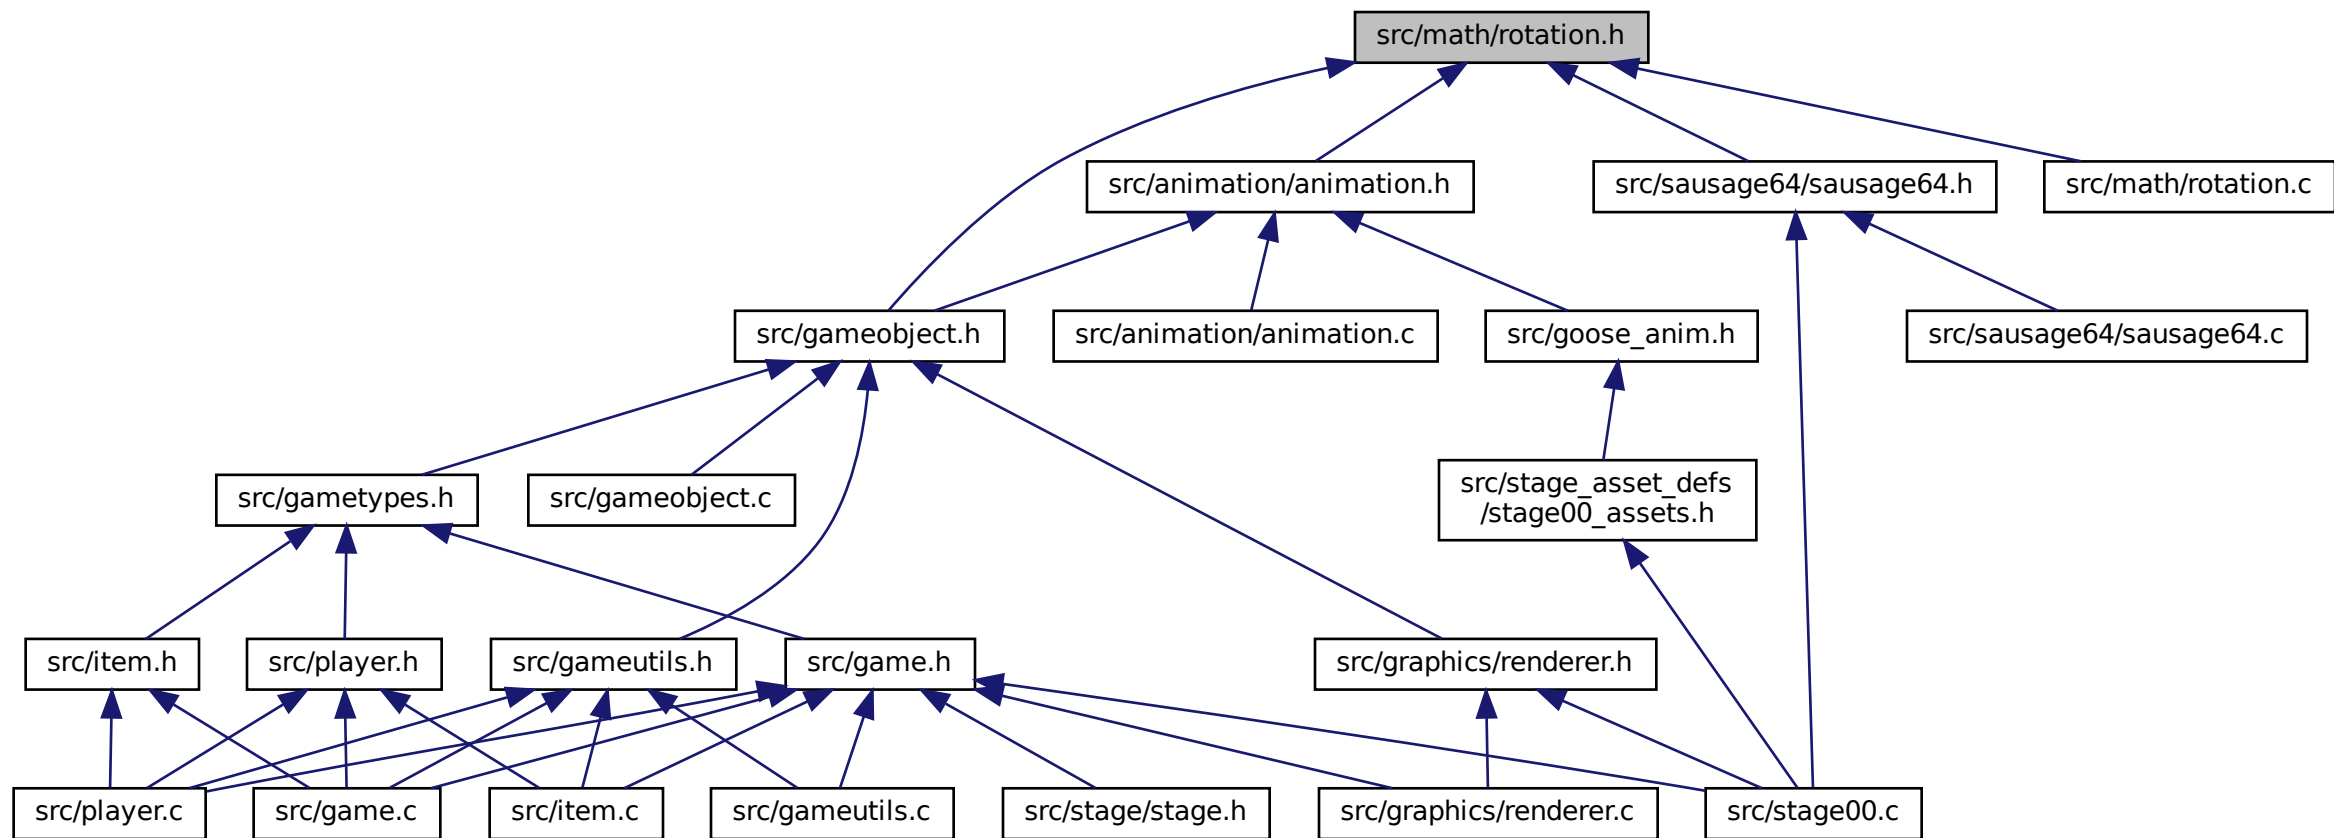 src/math/rotation.h
src/animation/animation.h
src/sausage64/sausage64.h
src/math/rotation.c
src/gameobject.h
src/animation/animation.c
src/goose_anim.h
src/sausage64/sausage64.c
src/gametypes.h
src/gameobject.c
src/stage_asset_defs
/stage00_assets.h
src/item.h
src/player.h
src/gameutils.h
src/game.h
src/graphics/renderer.h
src/player.c
src/game.c
src/item.c
src/gameutils.c
src/stage/stage.h
src/graphics/renderer.c
src/stage00.c